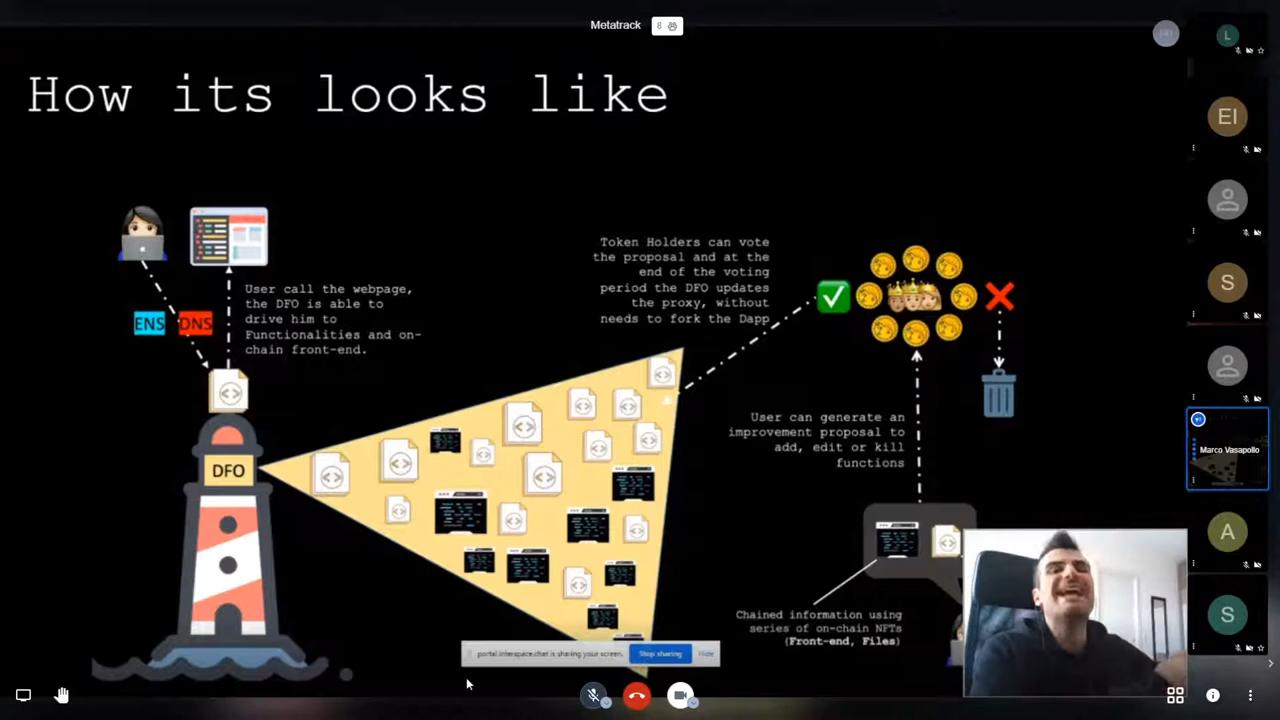 Metatrack
8
L
How its looks like
EI
S
Token Holders can vote
the proposal and at the
end of the voting
period the DFO updates
the proxy, without
needs to fork the Dapp
User call the webpage,
the DFO is able to
drive him to
Functionalities and on-
chain front-end.
ENS
DNS
User can generate an
improvement proposal to
add, edit or kill
functions
Marco Vasapollo
DFO
A
Chained information using
series of on-chain NFTs
(Front-end, Files)
S
portal.interspace.chat is sharing your screen.
Stop sharing
Hide